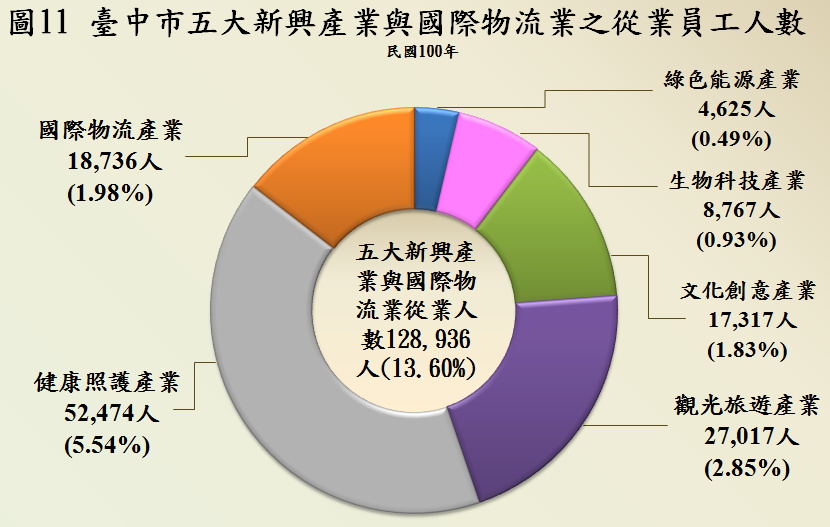 圖11 臺中市五大新興產業與國際物流業之從業員工人數
民國100年
綠色能源產業
4,625人
(0.49%)
生物科技產業
8,767人
(0.93%)
文化創意產業
17,317人
(1.83%)
觀光旅遊產業
27,017人
(2.85%)
健康照護產業
52,474人
(5.54%)
國際物流產業
18,736人
(1.98%)
五大新興產
業與國際物
流業從業人
數128,936
人(13.60%)